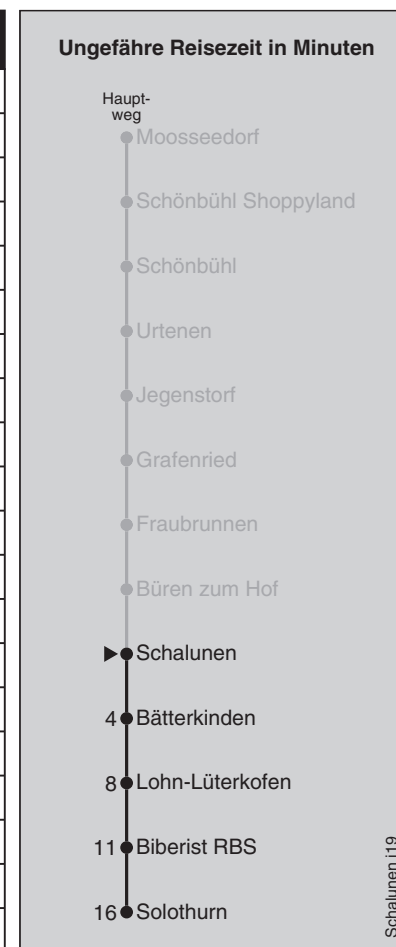 Ungefähre Reisezeit in Minuten
Haupt-
weg
Moosseedorf
Schönbühl Shoppyland
Schönbühl
Urtenen
Jegenstorf
Grafenried
Fraubrunnen
Büren zum Hof
Schalunen
4 Bätterkinden
8 Lohn-Lüterkofen
11 Biberist RBS
16 Solothurn
Schalunen j19